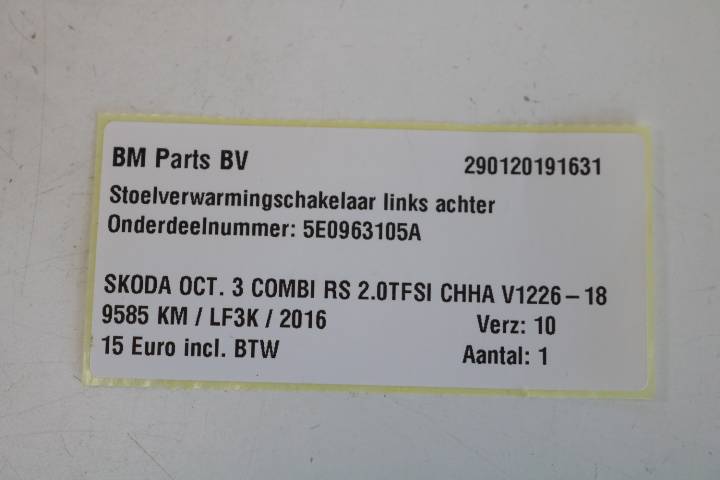 BM Parts BV 290120191631
Stoelverwarmingschakelaar links achter
Onderdeelnummer: 5E0963105A
SKODA OCT. 3 COMBI RS 2.0TFSI CHHA V1226-18
9585 KM / LF3K / 2016 Verz: 10
15 Euro incl. BTW Aantal: 1